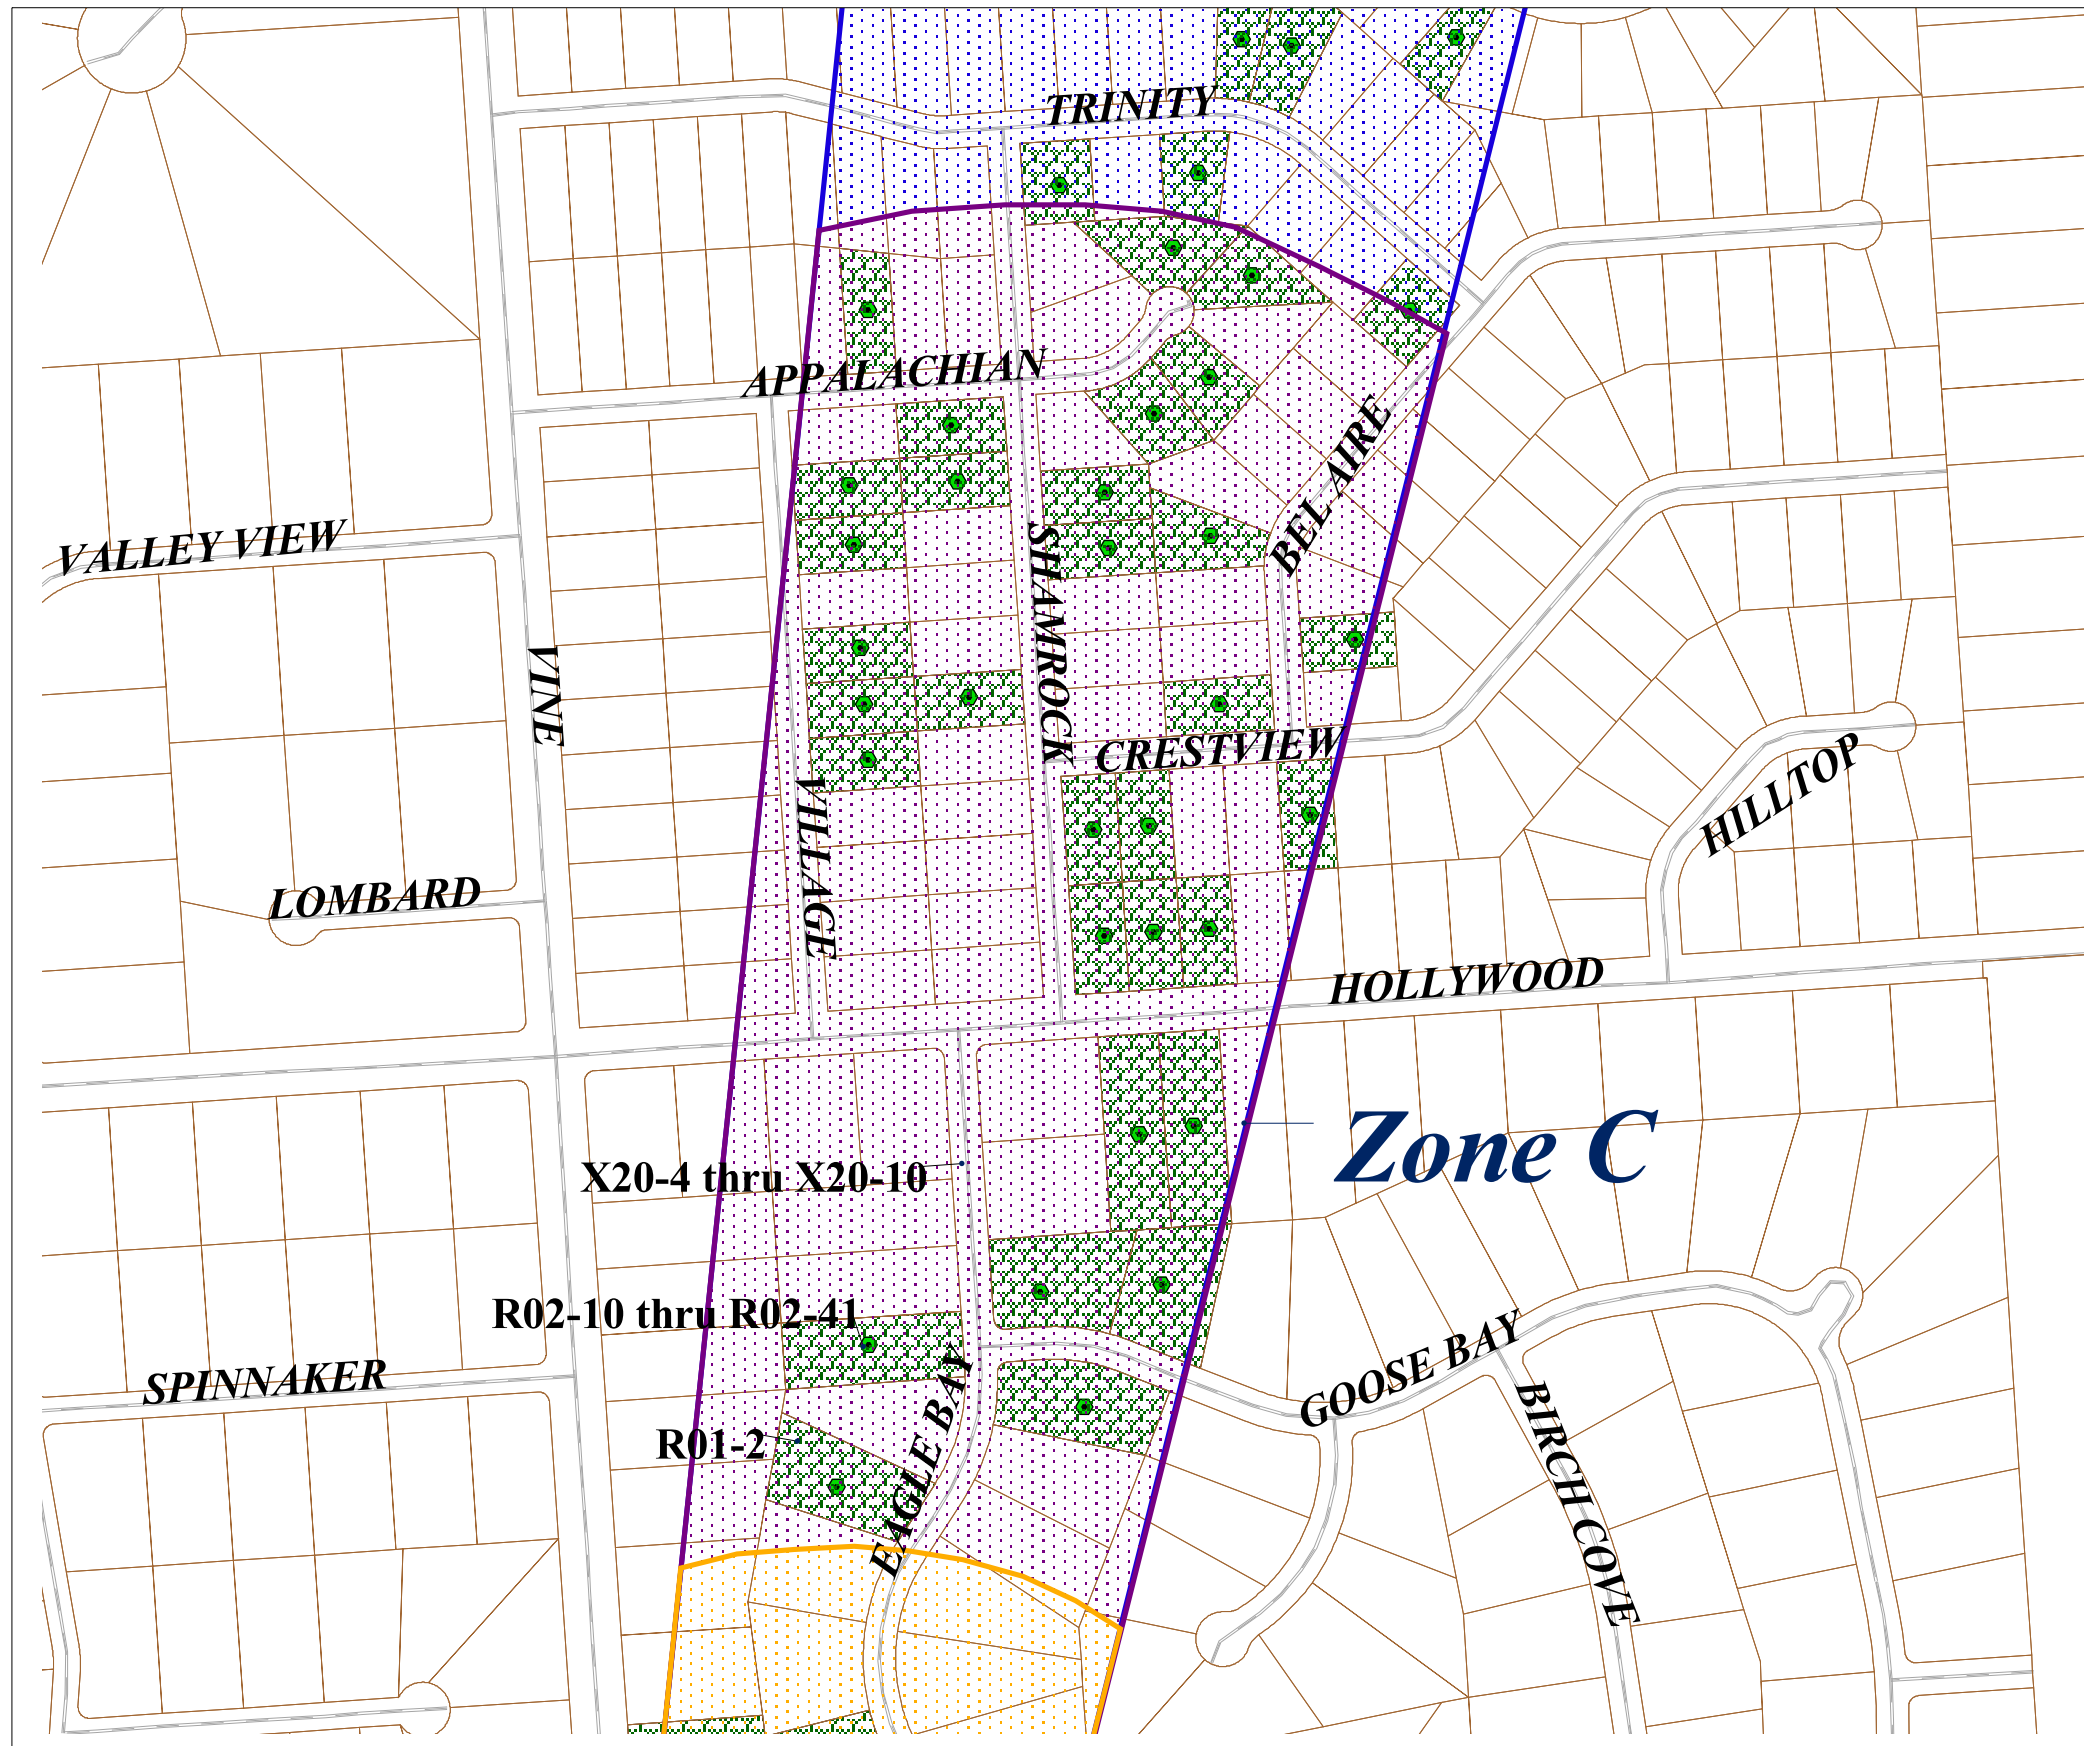 TRINITY
APPALACHIAN
BEL AIRE
VALLEY VIEW
SHAMROCK
VINE
CRESTVIEW
HILLTOP
VILLAGE
LOMBARD
HOLLYWOOD
Zone C
X20-4 thru X20-10
R02-10 thru R02-41
GOOSE BAY
SPINNAKER
EAGLE BAY
BIRCH COVE
R01-2